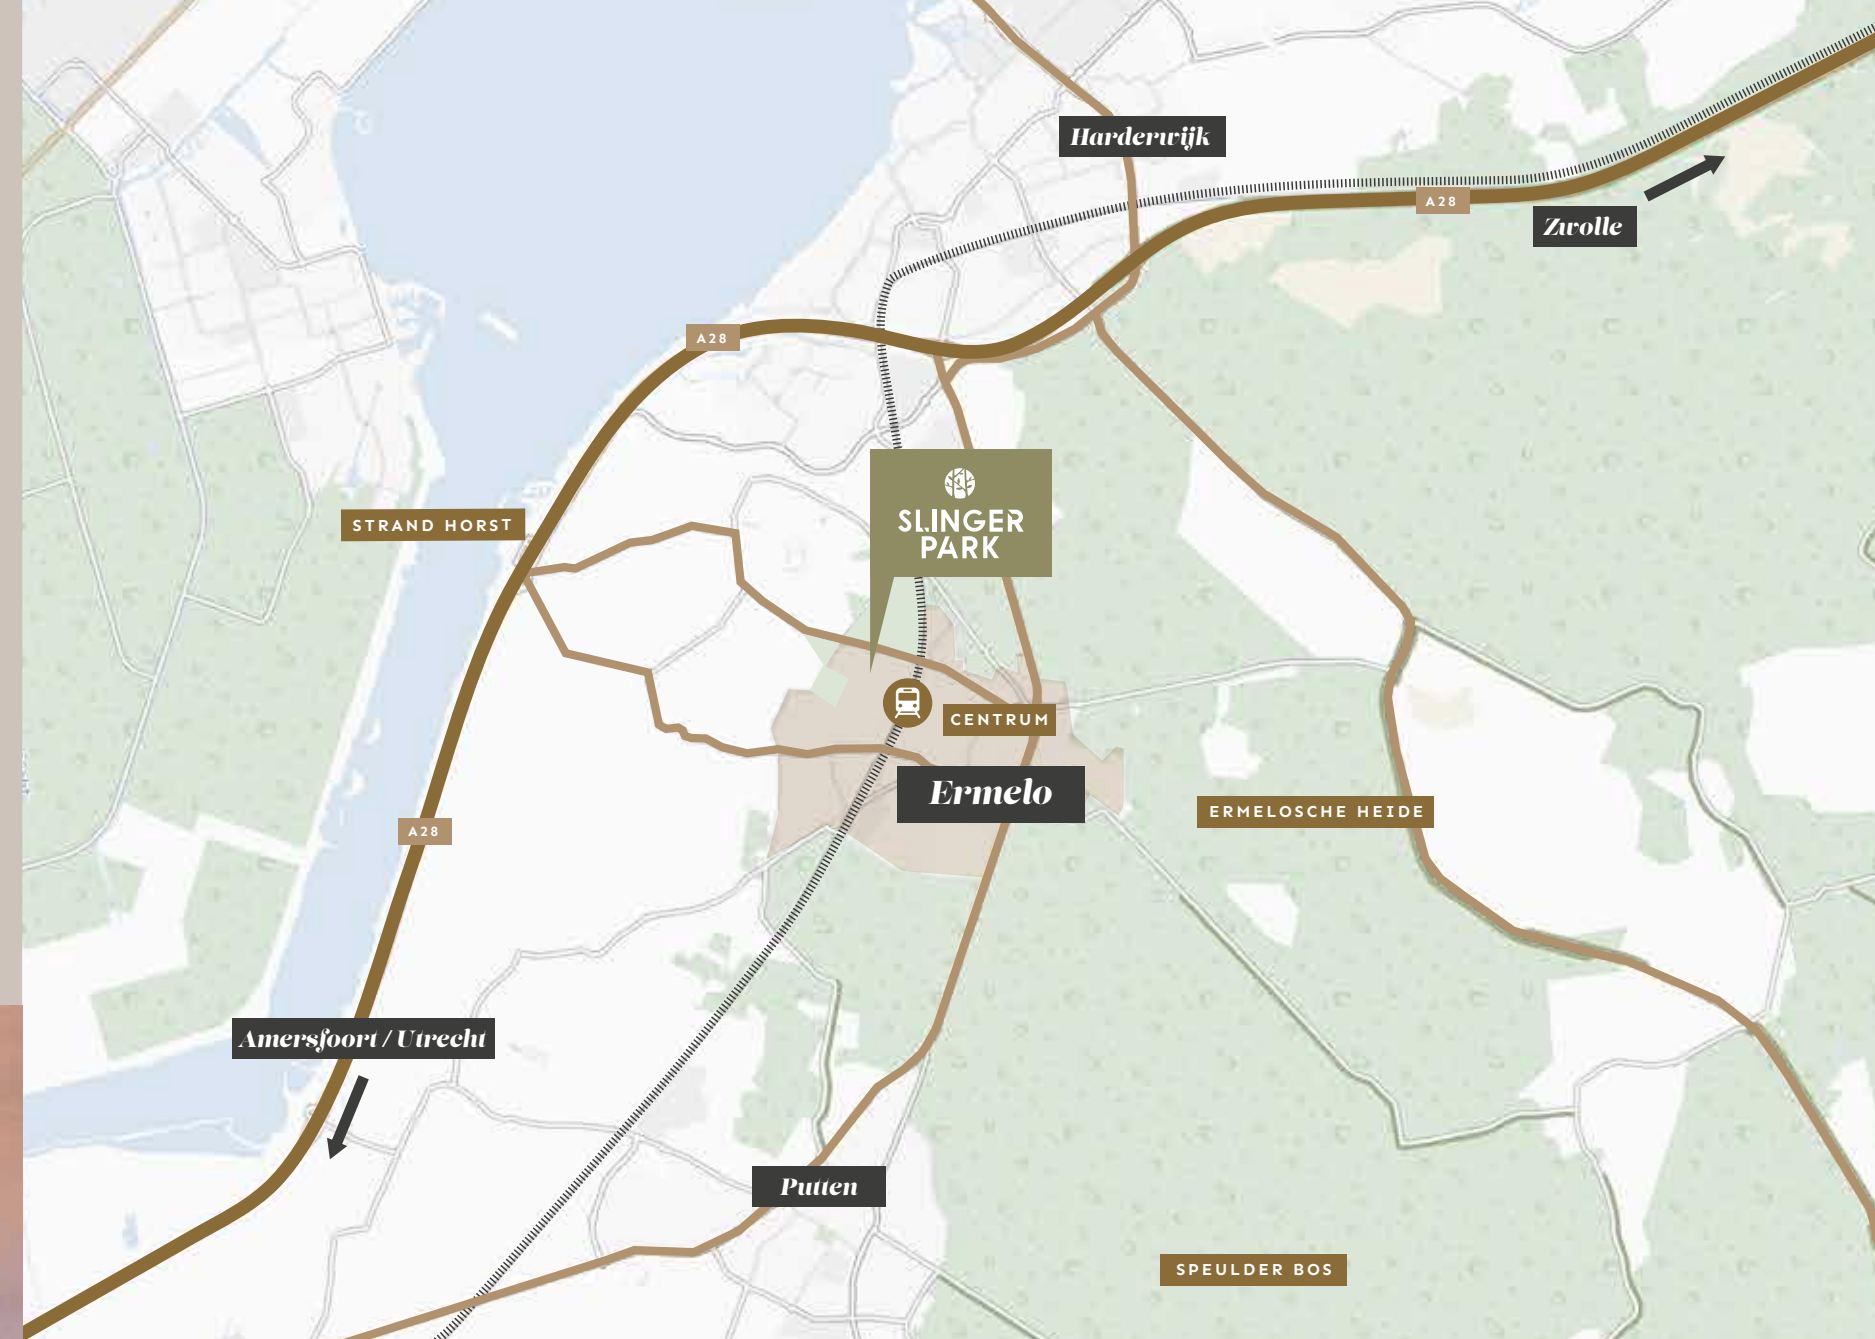 Harderwijk
A28
Zwolle
A28
STRAND HORST
SLINGER
PARK
CENTRUM
Ermelo
ERMELOSCHE HEIDE
A28
Amersfoort / Utrecht
Putten
SPEULDER BOS